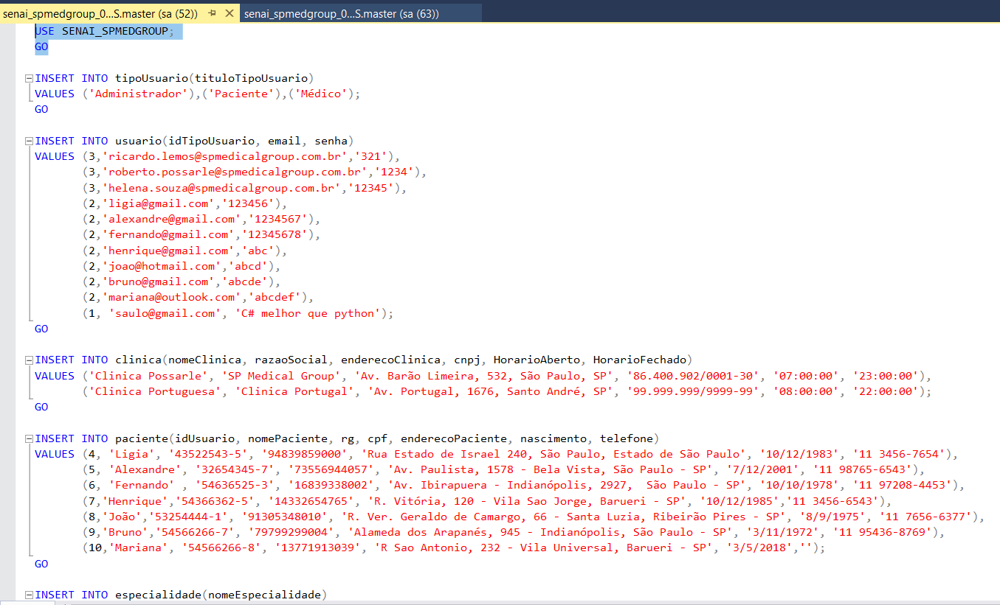 senai_spmedgroup_0...S.master (sa (52)) senai_spmedgroup_0...S.master (sa (63))
USE SENAI_SPMEDGROUP;
GO
INSERT INTO tipoUsuario(tituloTipoUsuario)
VALUES ('Administrador'),('Paciente'),('Médico');
GO
INSERT INTO usuario(idTipoUsuario, email, senha)
VALUES (3,'ricardo.lemos@spmedicalgroup.com.br','321'),
(3,'roberto.possarle@spmedicalgroup.com.br','1234'),
(3,'helena.souza@spmedicalgroup.com.br','12345'),
(2,'ligia@gmail.com','123456'),
(2,'alexandre@gmail.com','1234567'),
(2,'fernando@gmail.com','12345678'),
(2,'henrique@gmail.com','abc'),
(2,'joao@hotmail.com','abcd'),
(2,'bruno@gmail.com','abcde'),
(2,'mariana@outlook.com','abcdef'),
(1, 'saulo@gmail.com', 'C# melhor que python');
GO
INSERT INTO clinica(nomeClinica, razaoSocial, enderecoClinica, cnpj, HorarioAberto, HorarioFechado)
VALUES ('Clinica Possarle', 'SP Medical Group', 'Av. Barão Limeira, 532, São Paulo, SP', '86.400.902/0001-30', '07:00:00', '23:00:00'),
('Clinica Portuguesa', 'Clinica Portugal', 'Av. Portugal, 1676, Santo André, SP', '99.999.999/9999-99', '08:00:00', '22:00:00');
GO
INSERT INTO paciente(idUsuario, nomePaciente, rg, cpf, enderecoPaciente, nascimento, telefone)
VALUES (4, 'Ligia', '43522543-5', '94839859000', 'Rua Estado de Israel 240, São Paulo, Estado de São Paulo', '10/12/1983', '11 3456-7654'),
(5, 'Alexandre', '32654345-7', '73556944057', 'Av. Paulista, 1578 - Bela Vista, São Paulo - SP', '7/12/2001', '11 98765-6543'),
(6, 'Fernando' , '54636525-3', '16839338002', 'Av. Ibirapuera - Indianópolis, 2927,  São Paulo - SP', '10/10/1978', '11 97208-4453'),
(7,'Henrique','54366362-5', '14332654765', 'R. Vitória, 120 - Vila Sao Jorge, Barueri - SP', '10/12/1985','11 3456-6543'),
(8,'João','53254444-1', '91305348010', 'R. Ver. Geraldo de Camargo, 66 - Santa Luzia, Ribeirão Pires - SP', '8/9/1975', '11 7656-6377'),
(9,'Bruno','54566266-7', '79799299004', 'Alameda dos Arapanés, 945 - Indianópolis, São Paulo - SP', '3/11/1972', '11 95436-8769'),
(10,'Mariana', '54566266-8', '13771913039', 'R Sao Antonio, 232 - Vila Universal, Barueri - SP', '3/5/2018','');
GO
INSERT INTO especialidade(nomeEspecialidade)